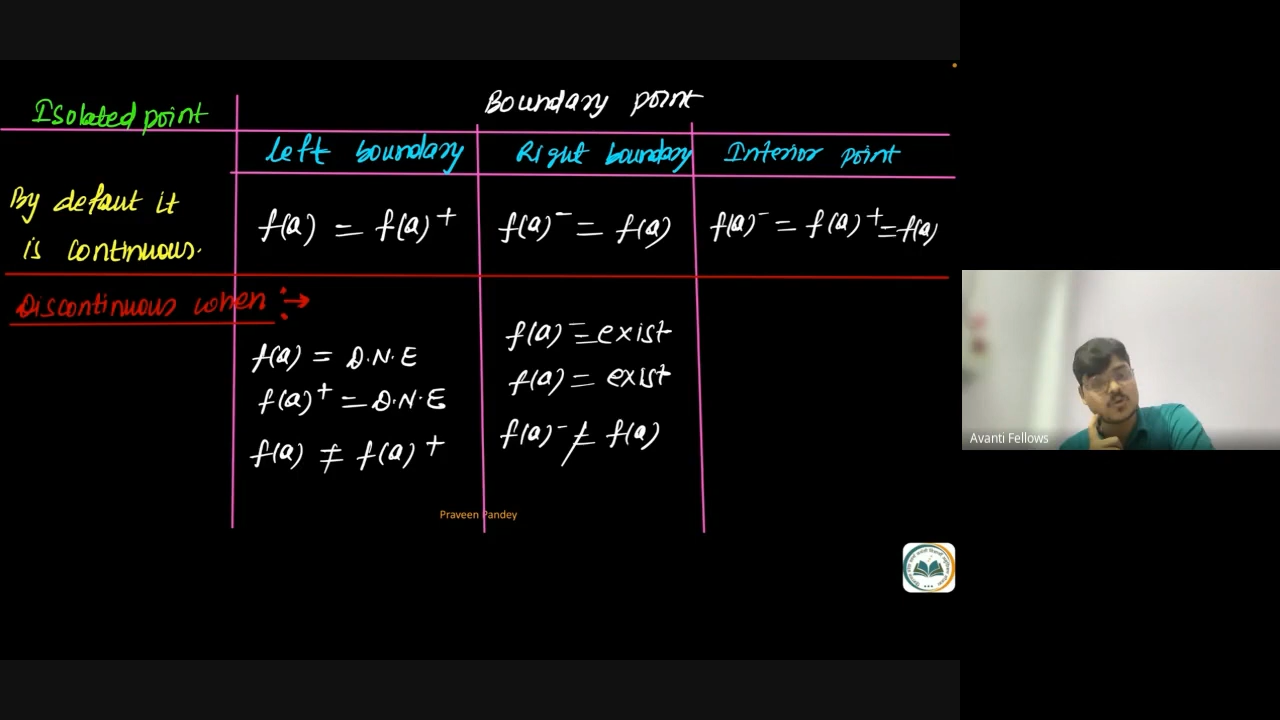 Isolated point
Boundary point
left boundary
Right boundary
Interior point
By defaut it
is continuous.
f(a) = f(a)⁺
f(a)⁻ = f(a)
f(a)⁻ = f(a)⁺ = f(a)
Discontinuous when :→
f(a) = D.N.E
f(a)⁺ = D.N.E
f(a) ≠ f(a)⁺
f(a)⁻ = exist
f(a) = exist
f(a)⁻ ≠ f(a)
Praveen Pandey
Avanti Fellows